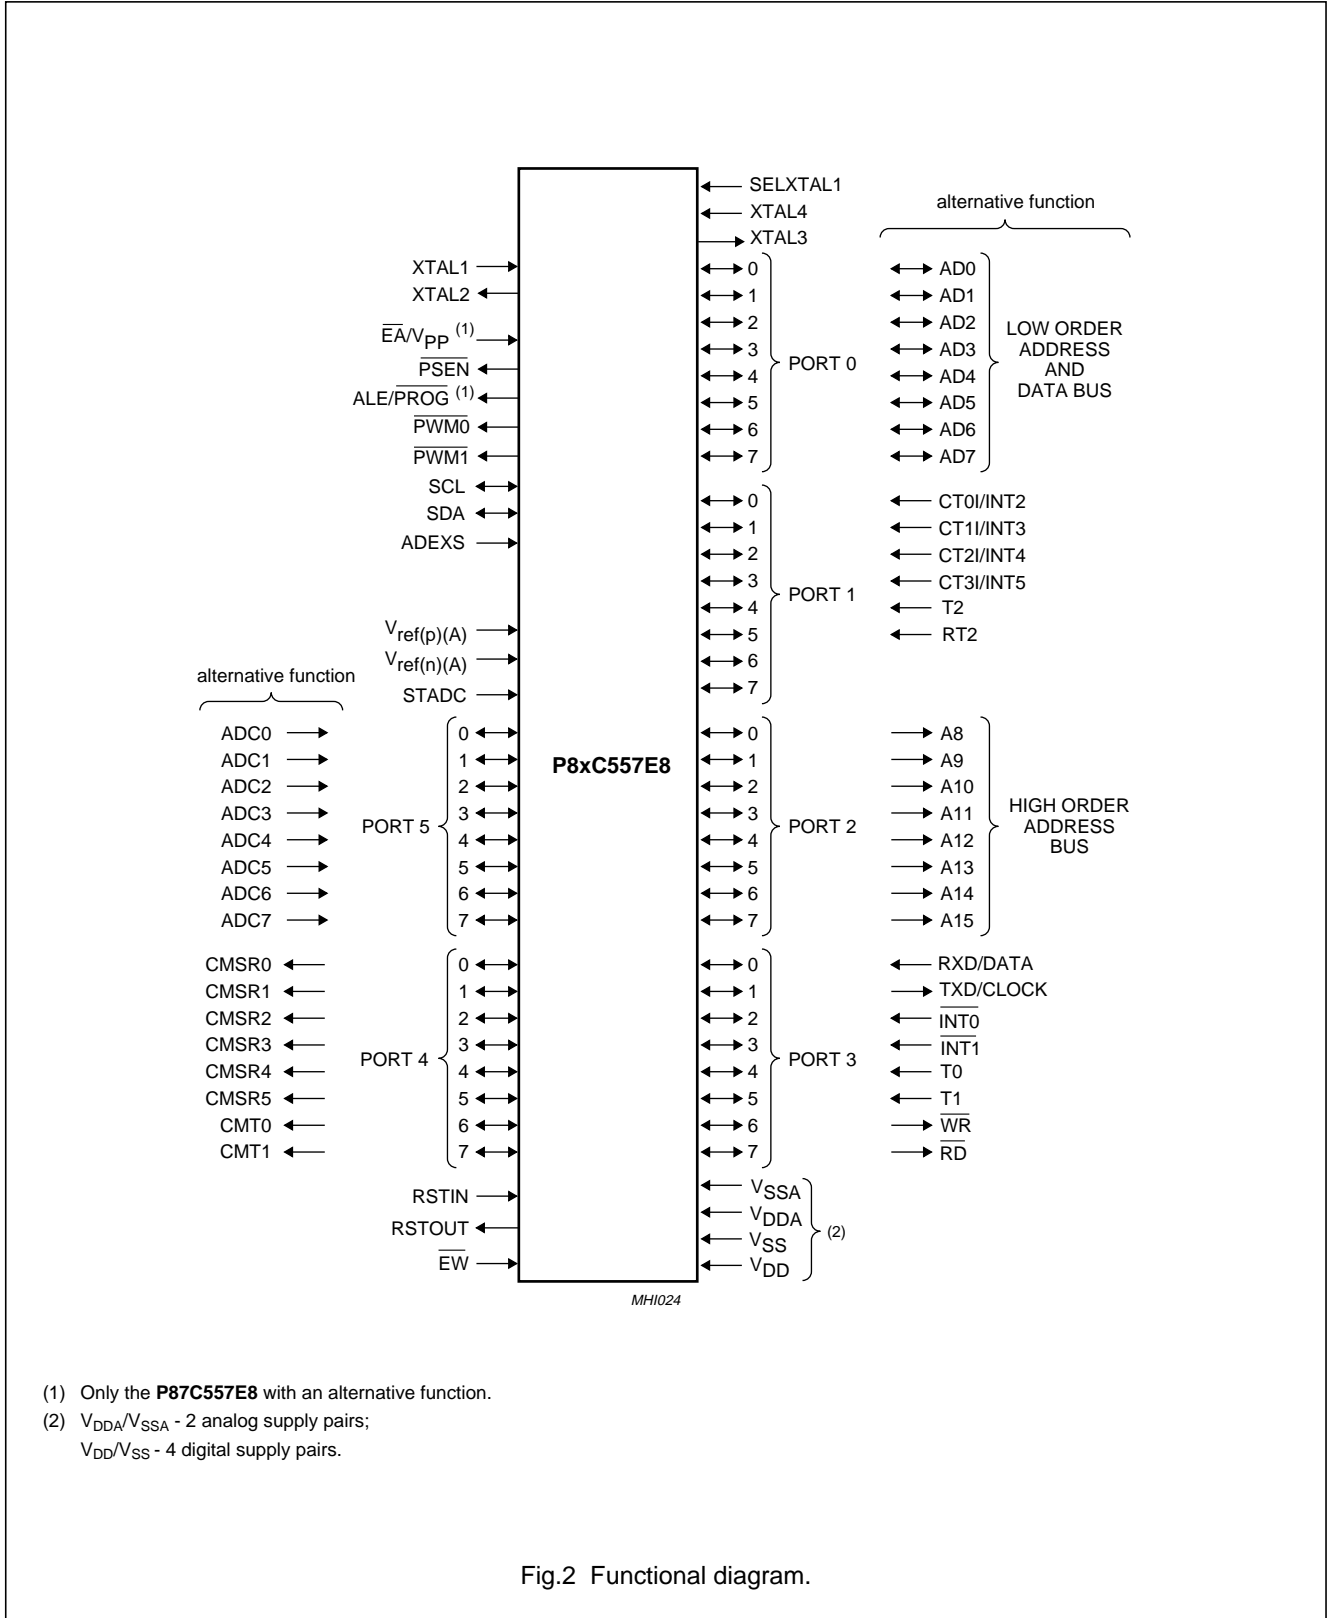 SELXTAL1
XTAL4
XTAL3
alternative function
XTAL1
XTAL2
EA/VPP (1)
PSEN
ALE/PROG (1)
PWM0
PWM1
SCL
SDA
ADEXS
Vref(p)(A)
Vref(n)(A)
STADC
0
1
2
3
4
5
6
7
PORT 0
AD0
AD1
AD2
AD3
AD4
AD5
AD6
AD7
LOW ORDER
ADDRESS
AND
DATA BUS
0
1
2
3
4
5
6
7
PORT 1
CT0I/INT2
CT1I/INT3
CT2I/INT4
CT3I/INT5
T2
RT2
alternative function
ADC0
ADC1
ADC2
ADC3
ADC4
ADC5
ADC6
ADC7
PORT 5
0
1
2
3
4
5
6
7
P8xC557E8
0
1
2
3
4
5
6
7
PORT 2
A8
A9
A10
A11
A12
A13
A14
A15
HIGH ORDER
ADDRESS
BUS
CMSR0
CMSR1
CMSR2
CMSR3
CMSR4
CMSR5
CMT0
CMT1
PORT 4
0
1
2
3
4
5
6
7
0
1
2
3
4
5
6
7
PORT 3
RXD/DATA
TXD/CLOCK
INT0
INT1
T0
T1
WR
RD
RSTIN
RSTOUT
EW
VSSA
VDDA
VSS
VDD
(2)
MHI024
(1) Only the P87C557E8 with an alternative function.
(2) VDDA/VSSA - 2 analog supply pairs;
VDD/VSS - 4 digital supply pairs.
Fig.2 Functional diagram.